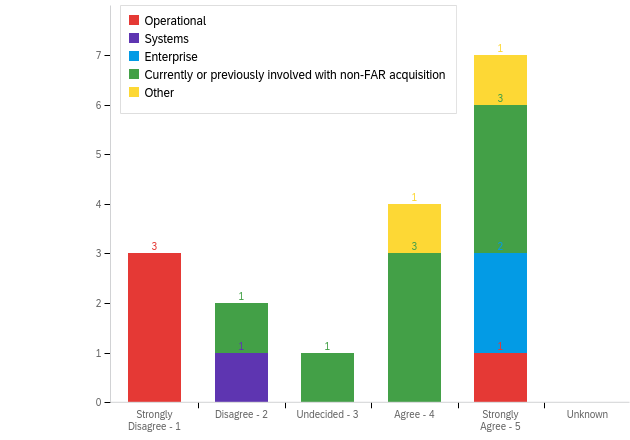 Operational
Systems
Enterprise
Currently or previously involved with non-FAR acquisition
Other
7
6
5
4
3
2
1
0
3
1
1
1
1
3
1
3
2
1
Strongly
Disagree - 1
Disagree - 2
Undecided - 3
Agree - 4
Strongly
Agree - 5
Unknown